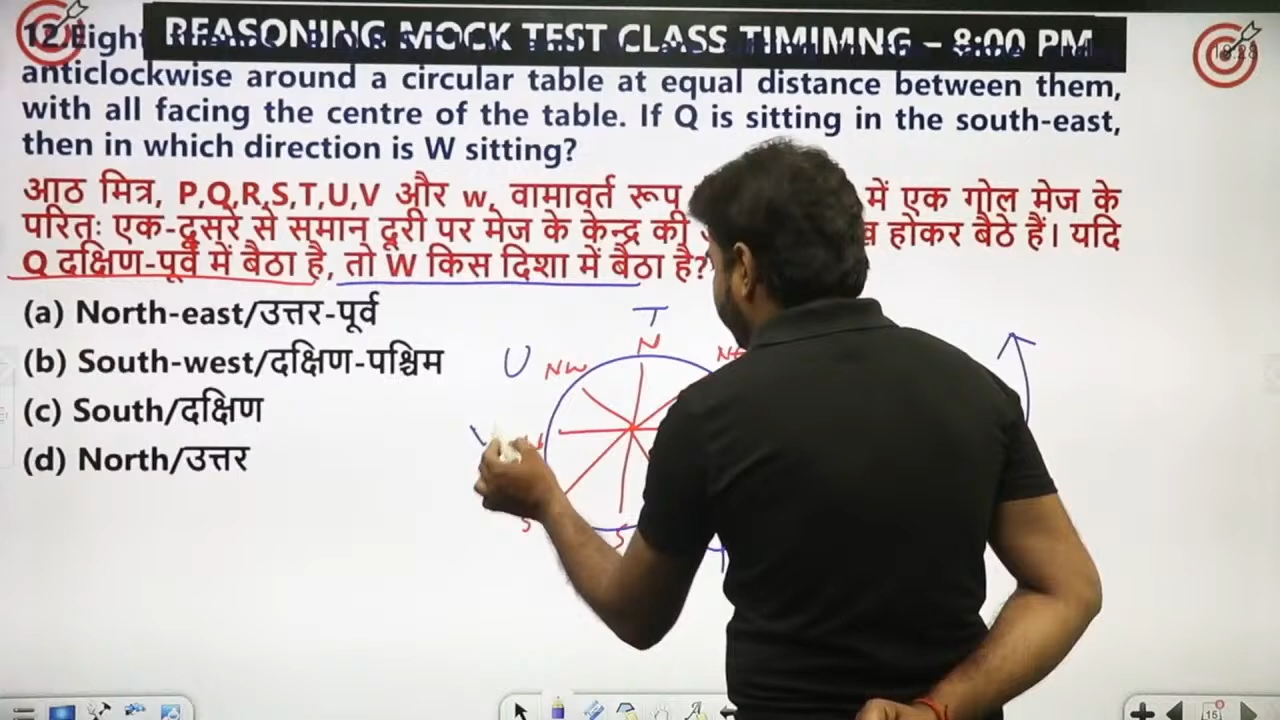 REASONING MOCK TEST CLASS TIMIMNG – 8:00 PM
12.Eight
anticlockwise around a circular table at equal distance between them,
with all facing the centre of the table. If Q is sitting in the south-east,
then in which direction is W sitting?
आठ मित्र, P,Q,R,S,T,U,V और w, वामावर्त रूप में एक गोल मेज के
परितः एक-दूसरे से समान दूरी पर मेज के केन्द्र की होकर बैठे हैं। यदि
Q दक्षिण-पूर्व में बैठा है, तो W किस दिशा में बैठा है?
(a) North-east/उत्तर-पूर्व
(b) South-west/दक्षिण-पश्चिम
(c) South/दक्षिण
(d) North/उत्तर
T
N
U
NW
S
S
15